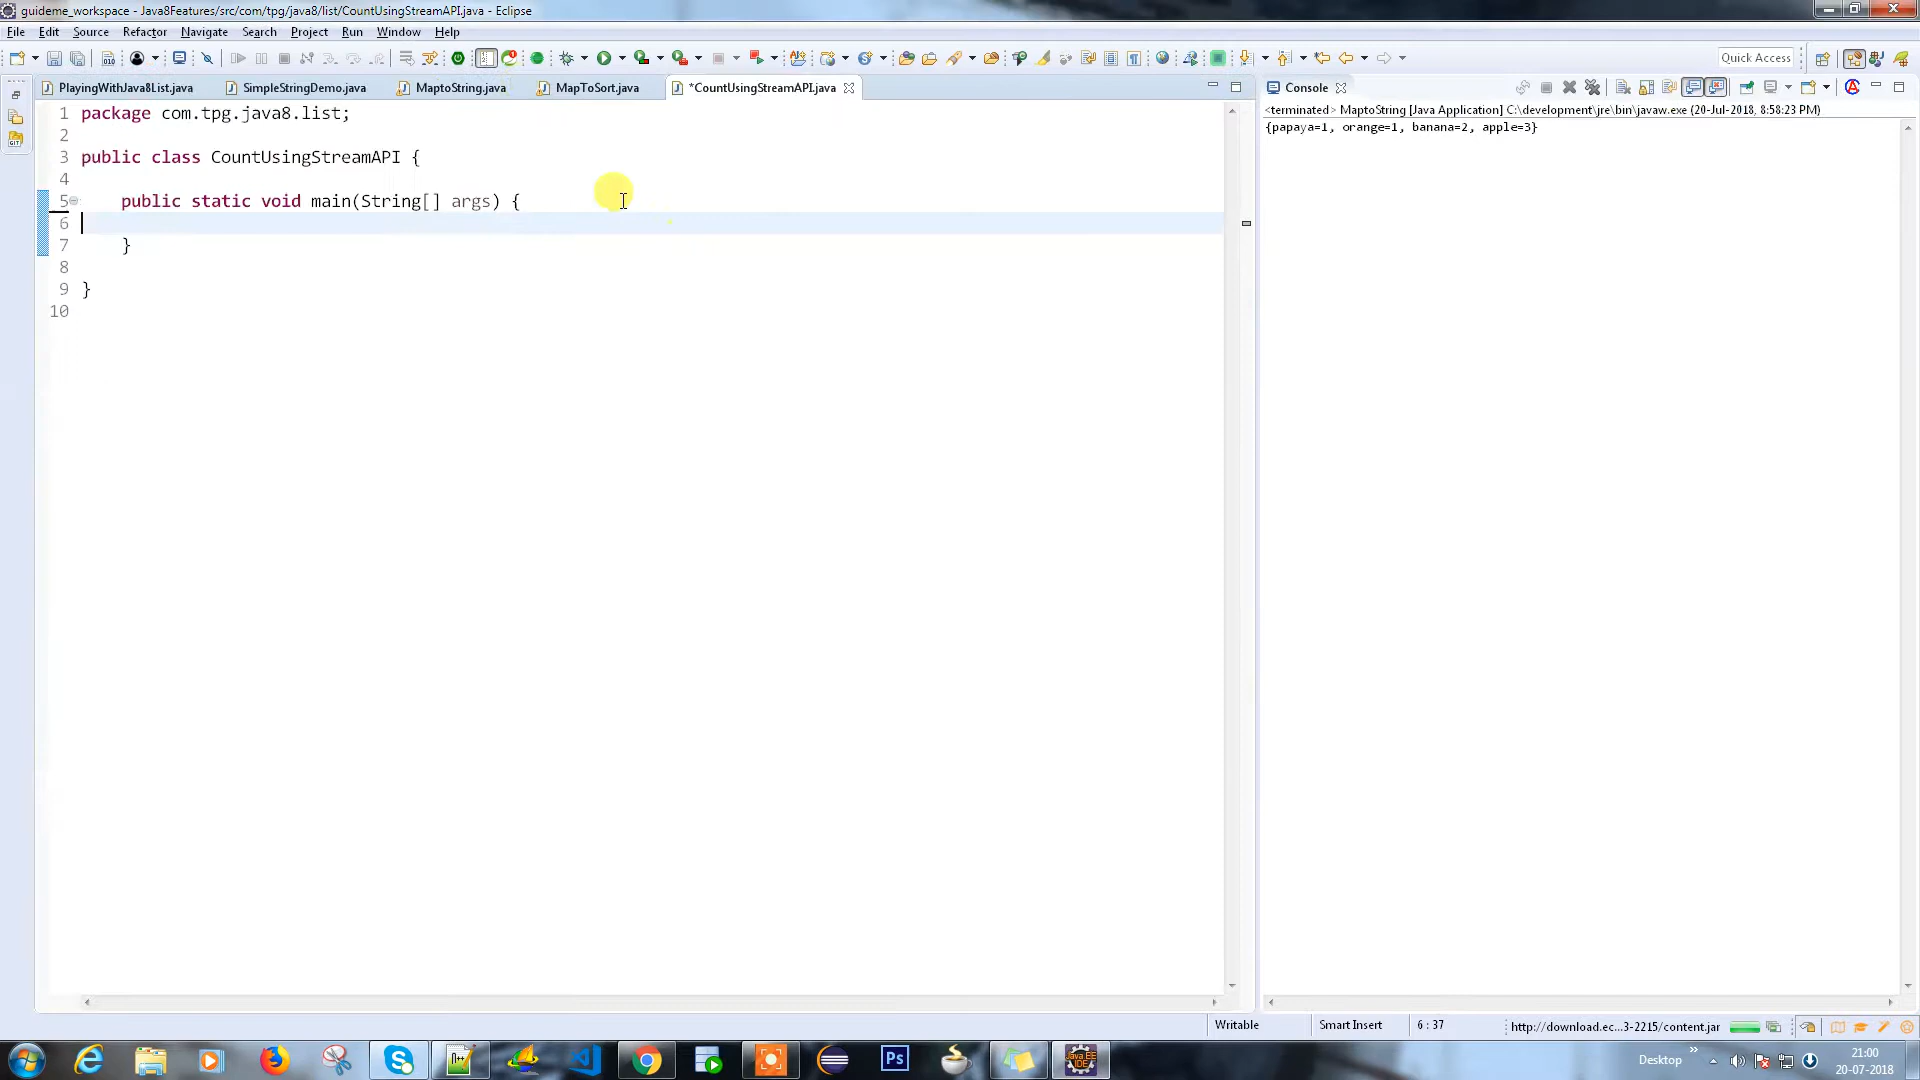 guideme_workspace - Java8Features/src/com/tpg/java8/list/CountUsingStreamAPI.java - Eclipse
File Edit Source Refactor Navigate Search Project Run Window Help
Quick Access
PlayingWithJava8List.java SimpleStringDemo.java MaptoString.java MapToSort.java *CountUsingStreamAPI.java
Console
<terminated> MaptoString [Java Application] C:\development\jre\bin\javaw.exe (20-Jul-2018, 8:58:23 PM)
{papaya=1, orange=1, banana=2, apple=3}
1 package com.tpg.java8.list;
2
3 public class CountUsingStreamAPI {
4
5 public static void main(String[] args) {
6
7 }
8
9 }
10
Writable Smart Insert 6 : 37 http://download.ec...3-2215/content.jar
Ps
Java EE
IDE
Desktop »
21:00
20-07-2018